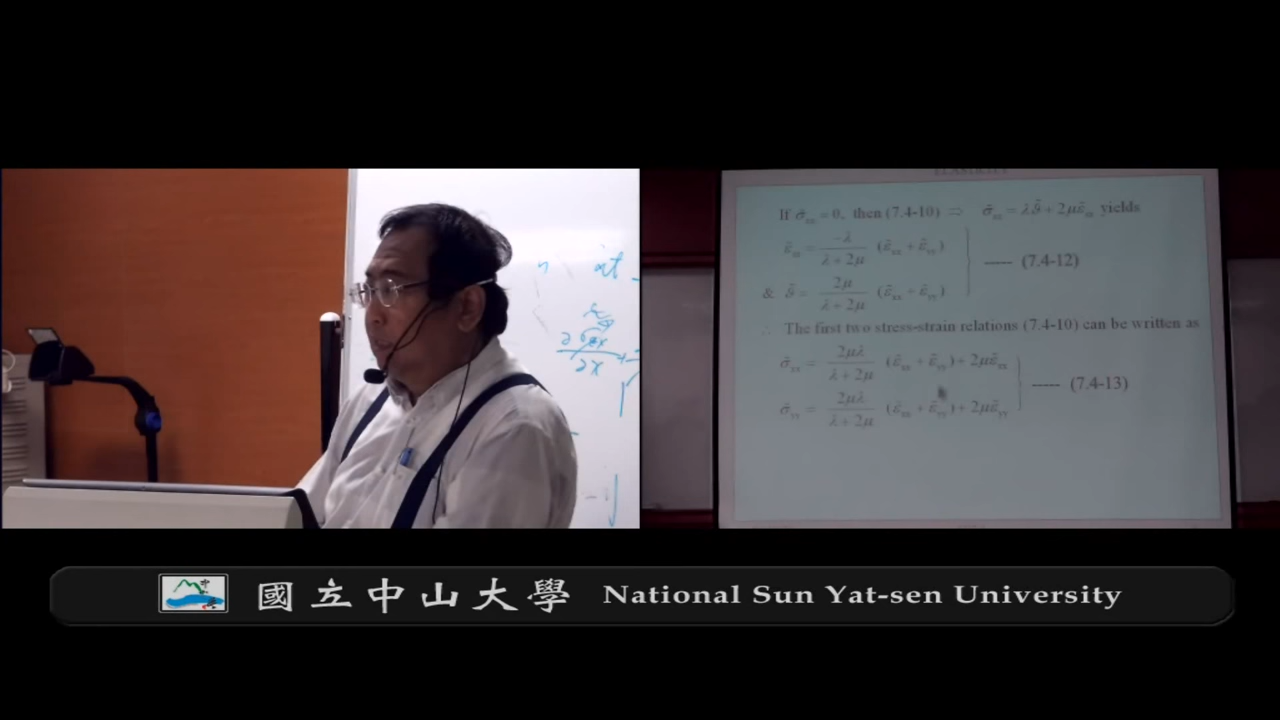 ELASTICITY
If σ̄zz = 0, then (7.4-10) ⇒ σ̄zz = λϑ̄ + 2με̄zz yields
ε̄zz = −λ/(λ + 2μ) (ε̄xx + ε̄yy)
& ϑ̄ = 2μ/(λ + 2μ) (ε̄xx + ε̄yy)
----- (7.4-12)
∴ The first two stress-strain relations (7.4-10) can be written as
σ̄xx = 2μλ/(λ + 2μ) (ε̄xx + ε̄yy) + 2με̄xx
σ̄yy = 2μλ/(λ + 2μ) (ε̄xx + ε̄yy) + 2με̄yy
----- (7.4-13)
at
國立中山大學 National Sun Yat-sen University